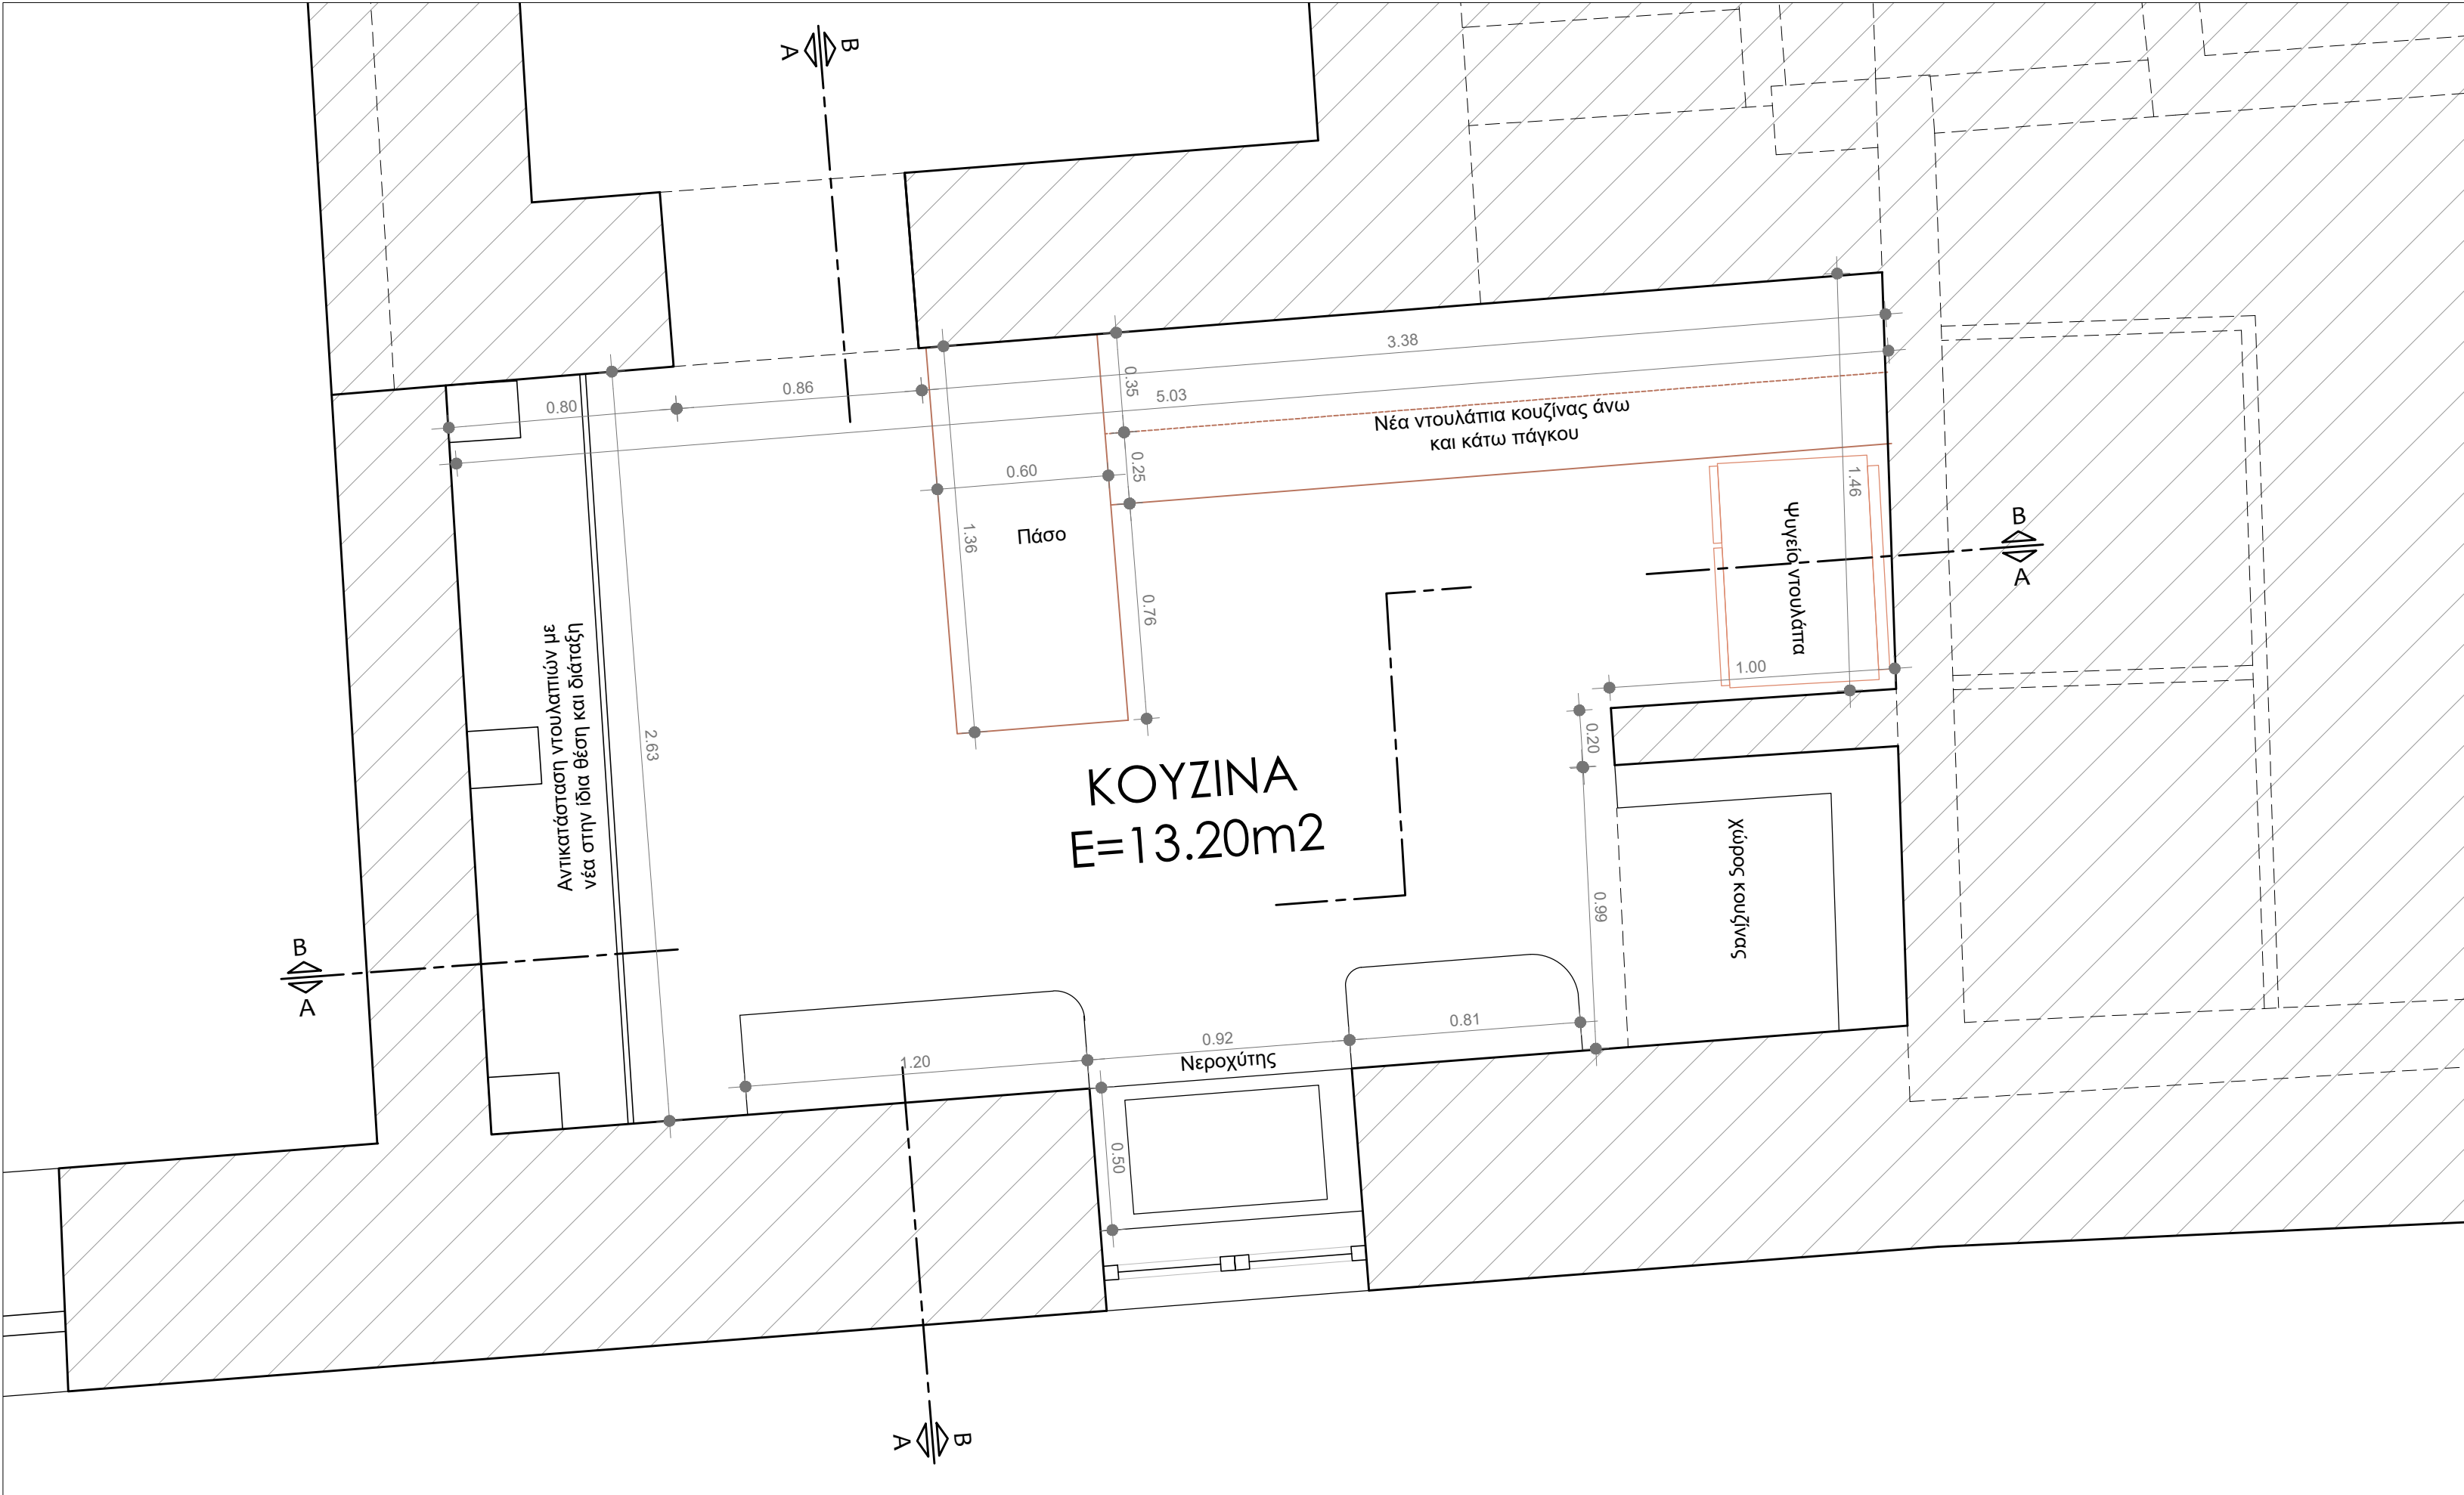 A
B
3.38
0.35
0.86
5.03
0.80
Νέα ντουλάπια κουζίνας άνω
και κάτω πάγκου
0.60
0.25
1.46
Πάσο
1.36
Ψυγείο ντουλάπα
B
A
0.76
1.00
Αντικατάσταση ντουλαπιών με
νέα στην ίδια θέση και διάταξη
2.63
0.20
ΚΟΥΖΙΝΑ
Ε=13.20m2
Χώρος κουζίνας
0.99
B
A
0.81
0.92
1.20
Νεροχύτης
0.50
A
B